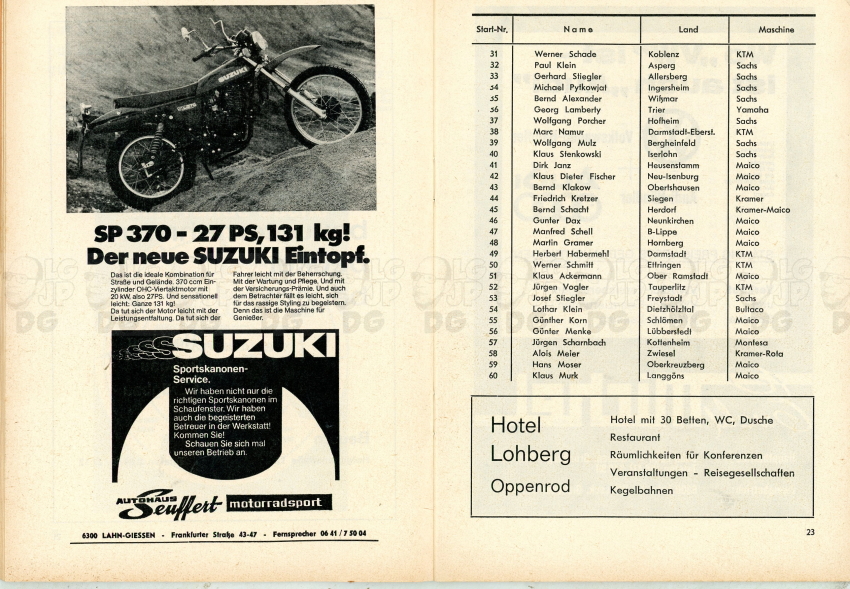 SUZUKI
SP 370 - 27 PS, 131 kg!
Der neue SUZUKI Eintopf.
Das ist die ideale Kombination für
Straße und Gelände. 370 ccm Ein-
zylinder OHC-Viertaktmotor mit
20 kW, also 27 PS. Und sensationell
leicht: Ganze 131 kg!
Da tut sich der Motor leicht mit der
Leistungsentfaltung. Da tut sich der
Fahrer leicht mit der Beherrschung.
Mit der Wartung und Pflege. Und mit
der Versicherungs-Prämie. Und auch
dem Betrachter fällt es leicht, sich
für das rassige Styling zu begeistern.
Denn das ist die Maschine für
Genießer.
SUZUKI
Sportskanonen-
Service.
Wir haben nicht nur die
richtigen Sportskanonen im
Schaufenster. Wir haben
auch die begeisterten
Betreuer in der Werkstatt!
Kommen Sie!
Schauen Sie sich mal
unseren Betrieb an.
AUTOHAUS
Seuffert motorradsport
6300 LAHN-GIESSEN - Frankfurter Straße 43-47 - Fernsprecher 06 41 / 7 50 04
Start-Nr. Name Land Maschine
31 Werner Schade Koblenz KTM
32 Paul Klein Asperg Sachs
33 Gerhard Stiegler Allersberg Sachs
34 Michael Pytkowjat Ingersheim Sachs
35 Bernd Alexander Wißmar Sachs
36 Georg Lamberty Trier Yamaha
37 Wolfgang Porcher Hofheim Sachs
38 Marc Namur Darmstadt-Eberst. KTM
39 Wolfgang Mulz Bergheinfeld Sachs
40 Klaus Stenkowski Iserlohn Sachs
41 Dirk Janz Heusenstamm Maico
42 Klaus Dieter Fischer Neu-Isenburg Maico
43 Bernd Klakow Obertshausen Maico
44 Friedrich Kretzer Siegen Kramer
45 Bernd Schacht Herdorf Kramer-Maico
46 Gunter Dax Neunkirchen Maico
47 Manfred Schell B-Lippe Maico
48 Martin Gramer Hornberg Maico
49 Herbert Habermehl Darmstadt KTM
50 Werner Schmitt Ettringen KTM
51 Klaus Ackermann Ober Ramstadt Maico
52 Jürgen Vogler Tauperlitz KTM
53 Josef Stiegler Freystadt Sachs
54 Lothar Klein Dietzhölztal Bultaco
55 Günther Korn Schlömen Maico
56 Günter Menke Lübberstedt Maico
57 Jürgen Scharnbach Kottenheim Montesa
58 Alois Meier Zwiesel Kramer-Rota
59 Hans Moser Oberkreuzberg Maico
60 Klaus Murk Langgöns Maico
Hotel
Lohberg
Oppenrod
Hotel mit 30 Betten, WC, Dusche
Restaurant
Räumlichkeiten für Konferenzen
Veranstaltungen - Reisegesellschaften
Kegelbahnen
23